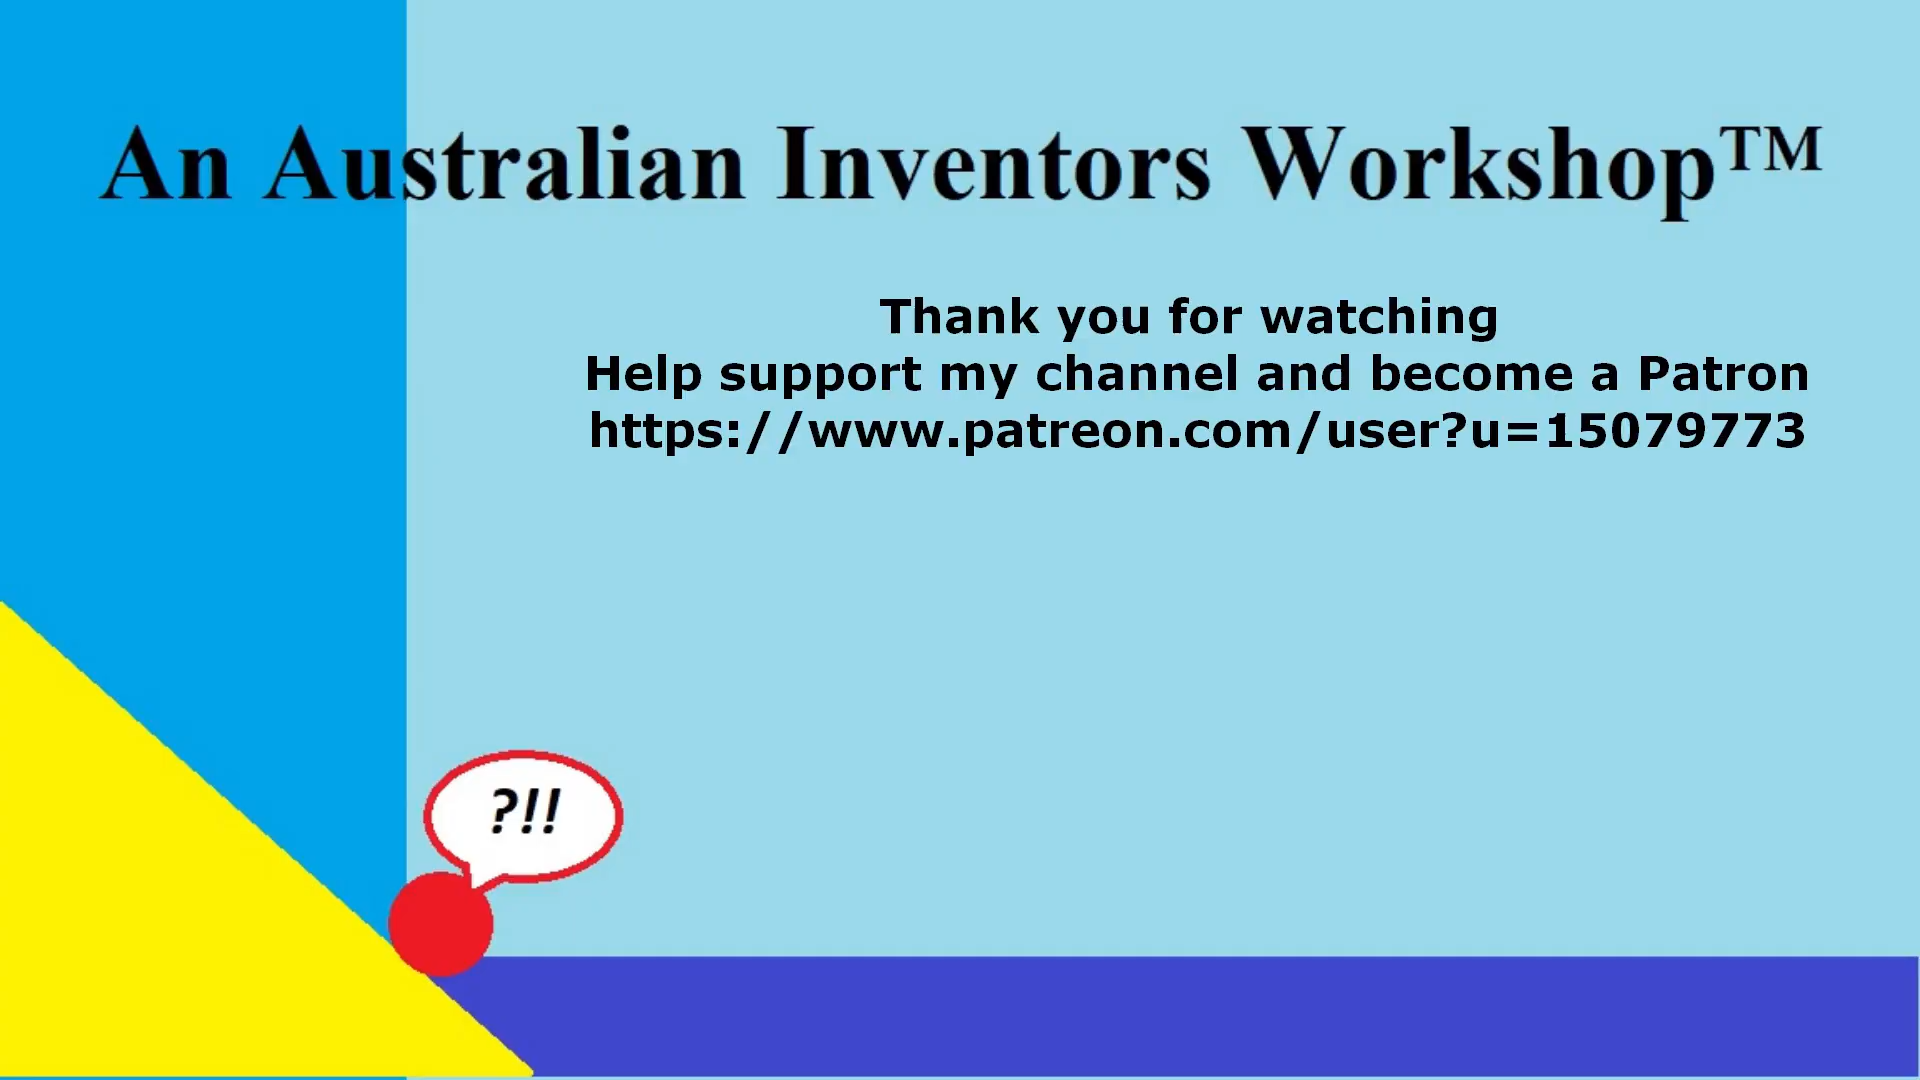 An Australian Inventors Workshop™
Thank you for watching
Help support my channel and become a Patron
https://www.patreon.com/user?u=15079773
?!!